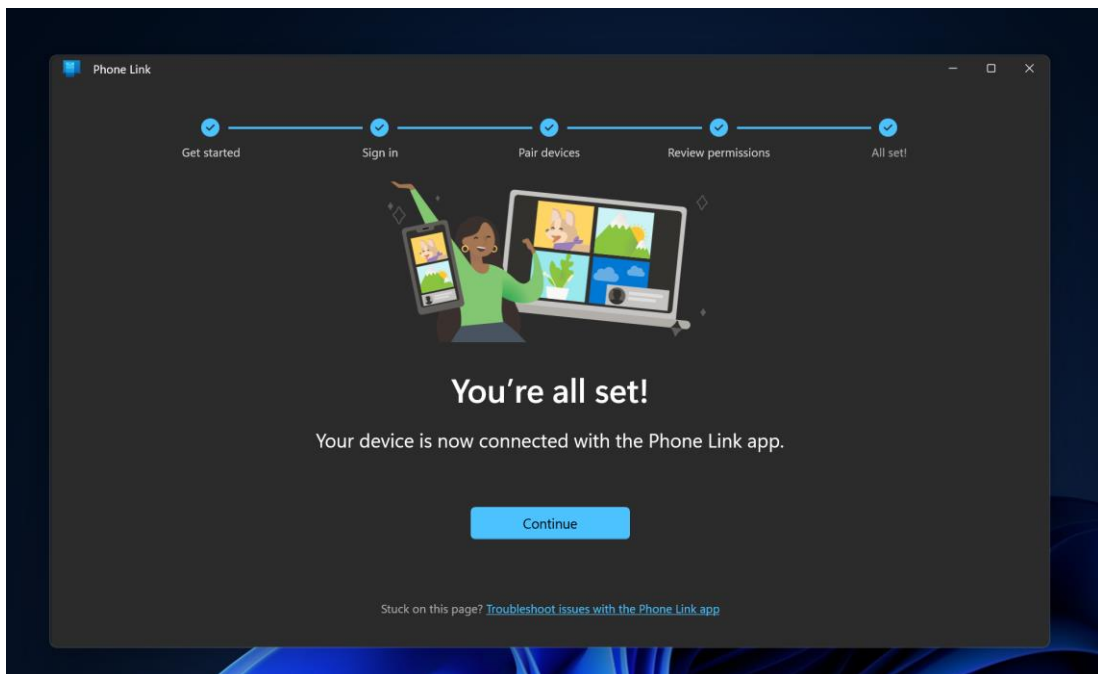 Phone Link
Get started
Sign in
Pair devices
Review permissions
All set!
You're all set!
Your device is now connected with the Phone Link app.
Continue
Stuck on this page? Troubleshoot issues with the Phone Link app